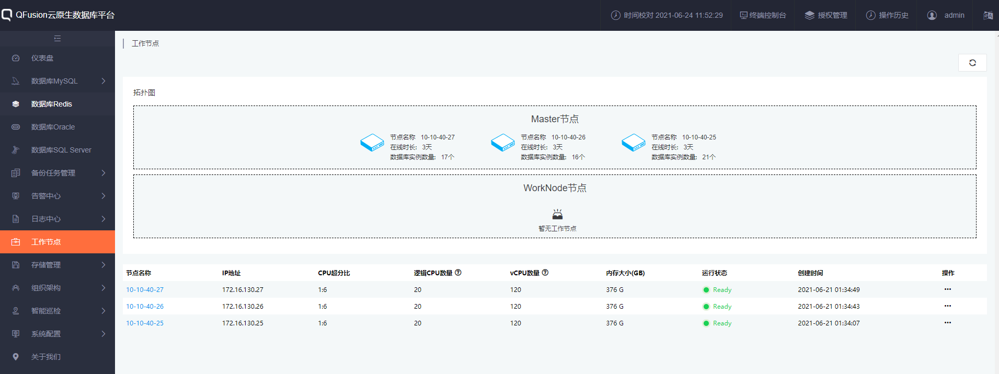 QFusion云原生数据库平台
时间校对 2021-06-24 11:52:29
终端控制台
授权管理
操作历史
admin
仪表盘
数据库MySQL
数据库Redis
数据库Oracle
数据库SQL Server
备份任务管理
告警中心
日志中心
工作节点
存储管理
组织架构
智能巡检
系统配置
关于我们
工作节点
拓扑图
Master节点
节点名称 10-10-40-27
在线时长: 3天
数据库实例数量: 17个
节点名称 10-10-40-26
在线时长: 3天
数据库实例数量: 16个
节点名称 10-10-40-25
在线时长: 3天
数据库实例数量: 21个
WorkNode节点
暂无工作节点
节点名称 IP地址 CPU超分比 逻辑CPU数量 vCPU数量 内存大小(GB) 运行状态 创建时间 操作
10-10-40-27 172.16.130.27 1:6 20 120 376 G Ready 2021-06-21 01:34:49 •••
10-10-40-26 172.16.130.26 1:6 20 120 376 G Ready 2021-06-21 01:34:43 •••
10-10-40-25 172.16.130.25 1:6 20 120 376 G Ready 2021-06-21 01:34:07 •••